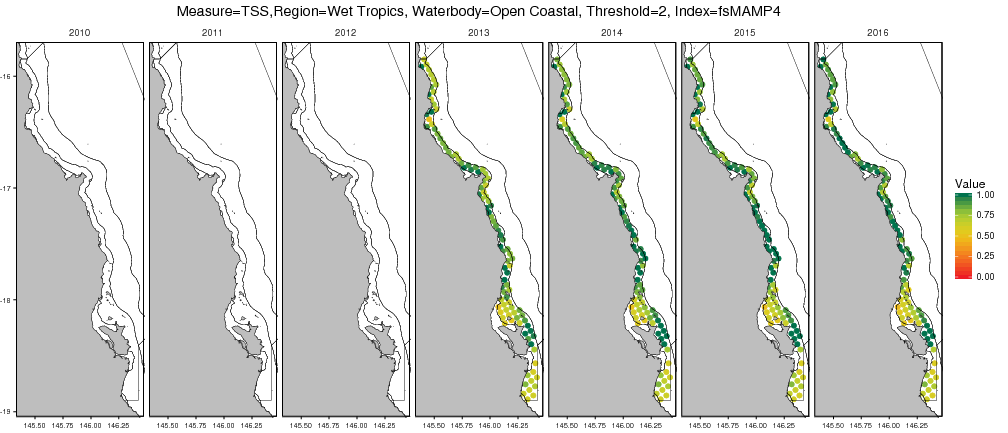 Measure=TSS,Region=Wet Tropics, Waterbody=Open Coastal, Threshold=2, Index=fsMAMP4
2010 2011 2012 2013 2014 2015 2016
-16
-17
-18
-19
Value
1.00
0.75
0.50
0.25
0.00
145.50 145.75 146.00 146.25 145.50 145.75 146.00 146.25 145.50 145.75 146.00 146.25 145.50 145.75 146.00 146.25 145.50 145.75 146.00 146.25 145.50 145.75 146.00 146.25 145.50 145.75 146.00 146.25